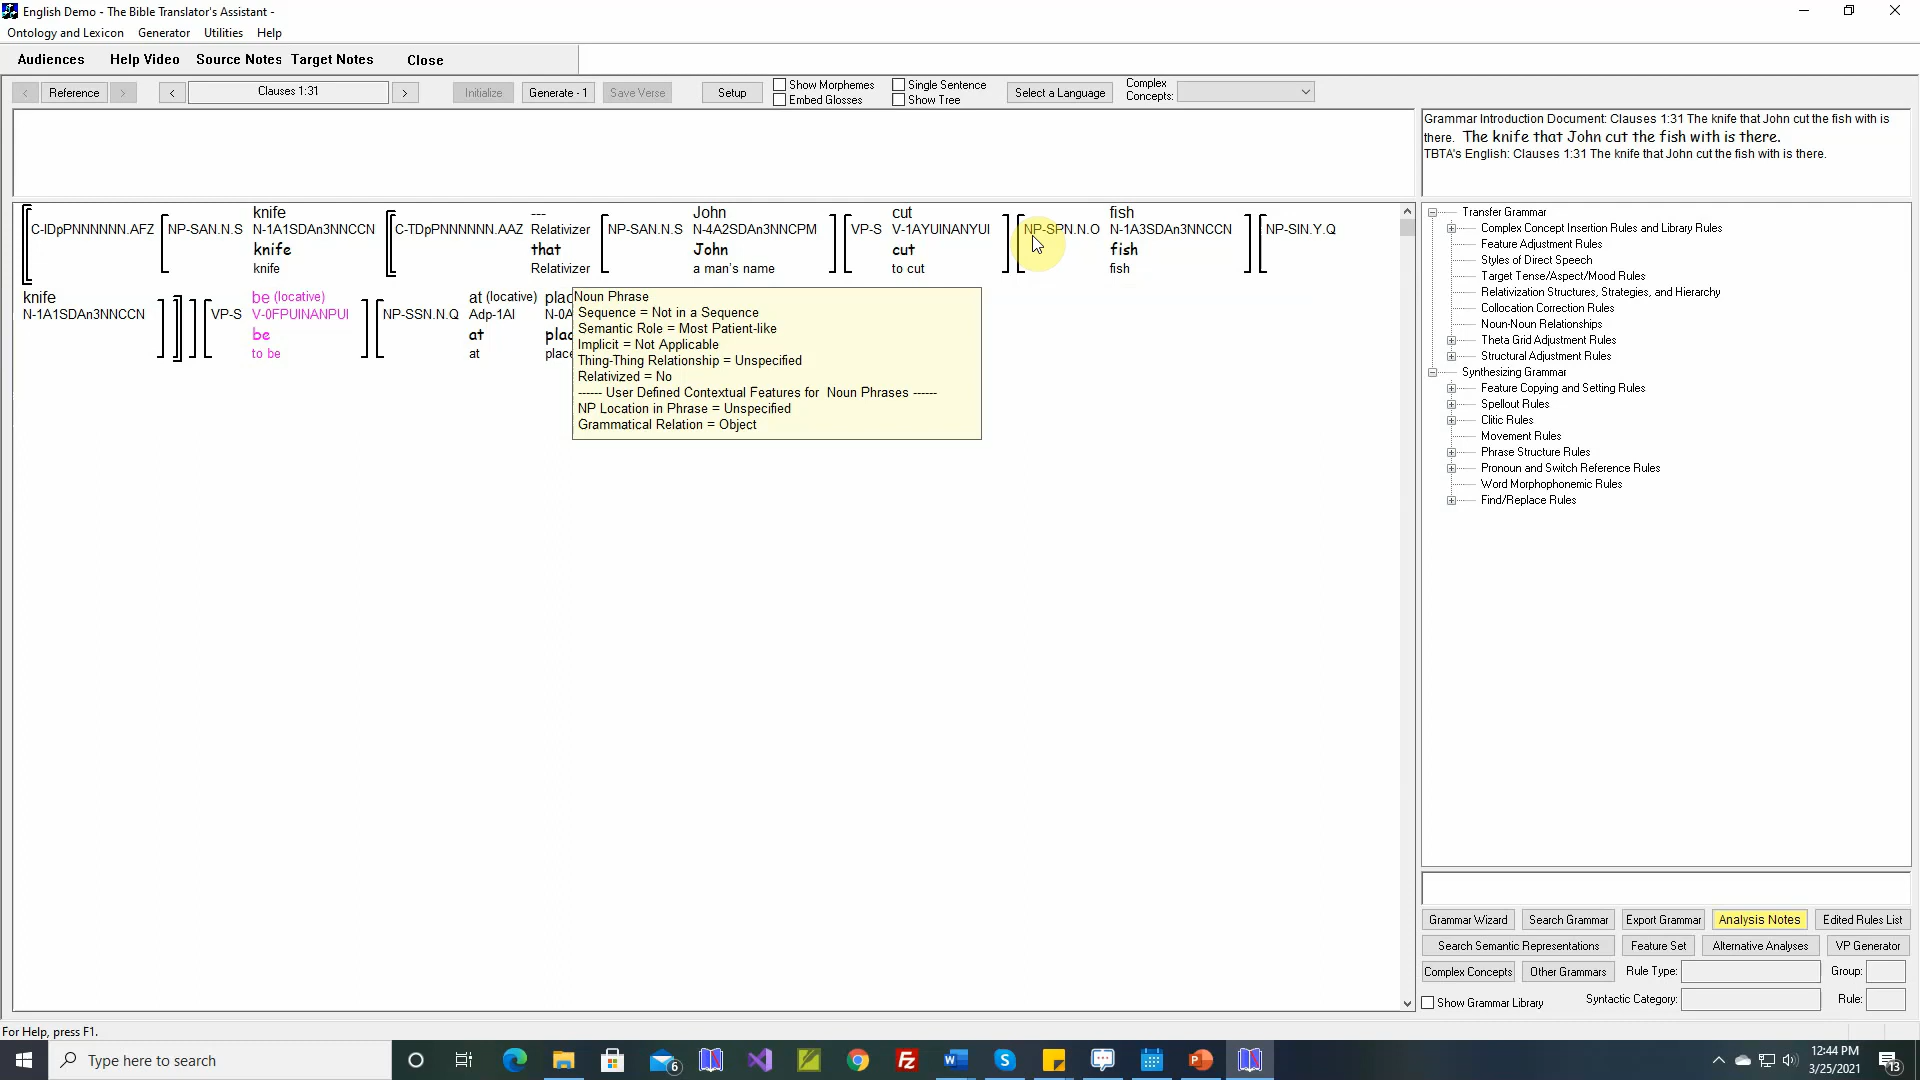 English Demo - The Bible Translator's Assistant -
Ontology and Lexicon Generator Utilities Help
Audiences Help Video Source Notes Target Notes Close
< Reference > < Clauses 1:31 > Initialize Generate - 1 Save Verse Setup Show Morphemes Embed Glosses Single Sentence Show Tree Select a Language Complex Concepts:
Grammar Introduction Document: Clauses 1:31 The knife that John cut the fish with is
there. The knife that John cut the fish with is there.
TBTA's English: Clauses 1:31 The knife that John cut the fish with is there.
knife --- John cut fish
C-IDpPNNNNNN.AFZ NP-SAN.N.S N-1A1SDAn3NNCCN C-TDpPNNNNNN.AAZ Relativizer NP-SAN.N.S N-4A2SDAn3NNCPM VP-S V-1AYUINANYUI NP-SPN.N.O N-1A3SDAn3NNCCN NP-SIN.Y.Q
knife that John cut fish
knife Relativizer a man's name to cut fish
knife be (locative) at (locative) plac
N-1A1SDAn3NNCCN VP-S V-0FPUINANPUI NP-SSN.N.Q Adp-1AI N-0A
be at plac
to be at place
Noun Phrase
Sequence = Not in a Sequence
Semantic Role = Most Patient-like
Implicit = Not Applicable
Thing-Thing Relationship = Unspecified
Relativized = No
------ User Defined Contextual Features for Noun Phrases ------
NP Location in Phrase = Unspecified
Grammatical Relation = Object
Transfer Grammar
Complex Concept Insertion Rules and Library Rules
Feature Adjustment Rules
Styles of Direct Speech
Target Tense/Aspect/Mood Rules
Relativization Structures, Strategies, and Hierarchy
Collocation Correction Rules
Noun-Noun Relationships
Theta Grid Adjustment Rules
Structural Adjustment Rules
Synthesizing Grammar
Feature Copying and Setting Rules
Spellout Rules
Clitic Rules
Movement Rules
Phrase Structure Rules
Pronoun and Switch Reference Rules
Word Morphophonemic Rules
Find/Replace Rules
Grammar Wizard Search Grammar Export Grammar Analysis Notes Edited Rules List
Search Semantic Representations Feature Set Alternative Analyses VP Generator
Complex Concepts Other Grammars Rule Type: Group:
Show Grammar Library Syntactic Category: Rule:
For Help, press F1.
Type here to search
6
12:44 PM
3/25/2021
13